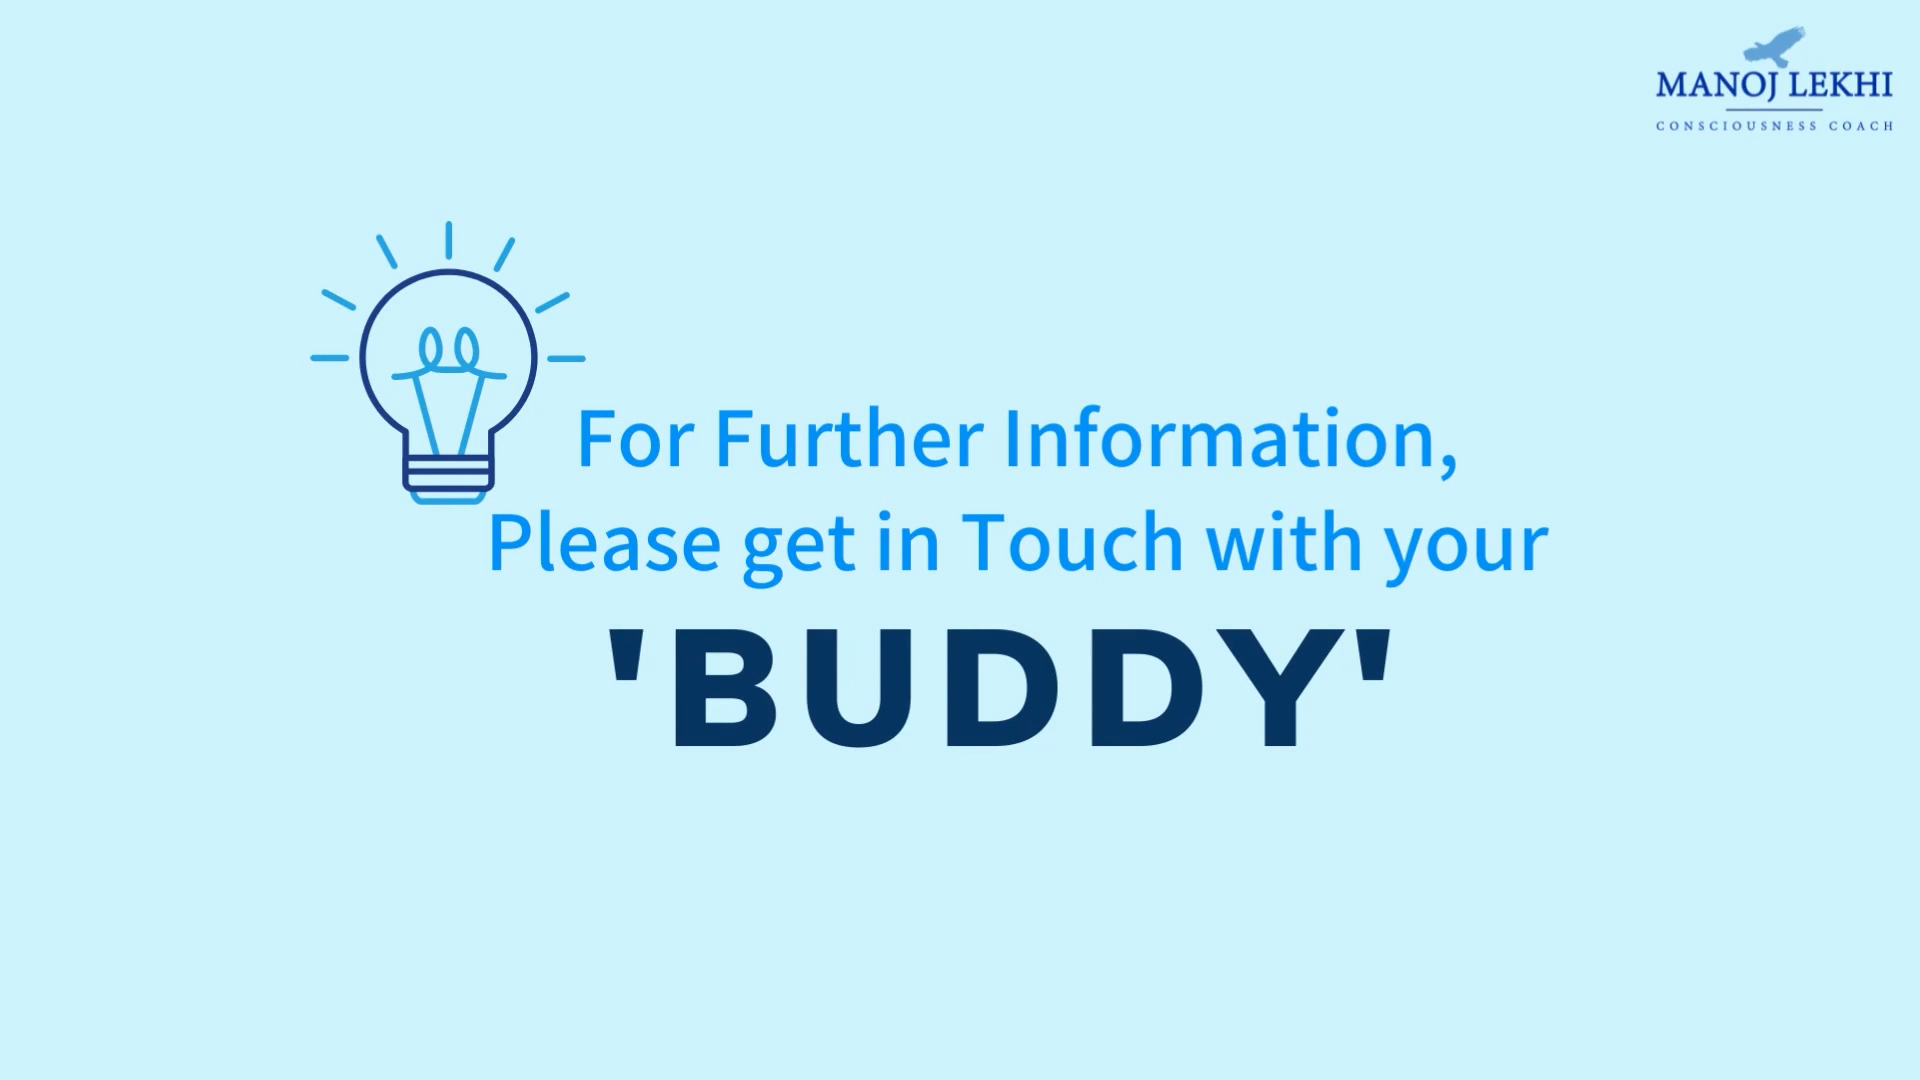 MANOJ LEKHI
CONSCIOUSNESS COACH
For Further Information,
Please get in Touch with your
'BUDDY'